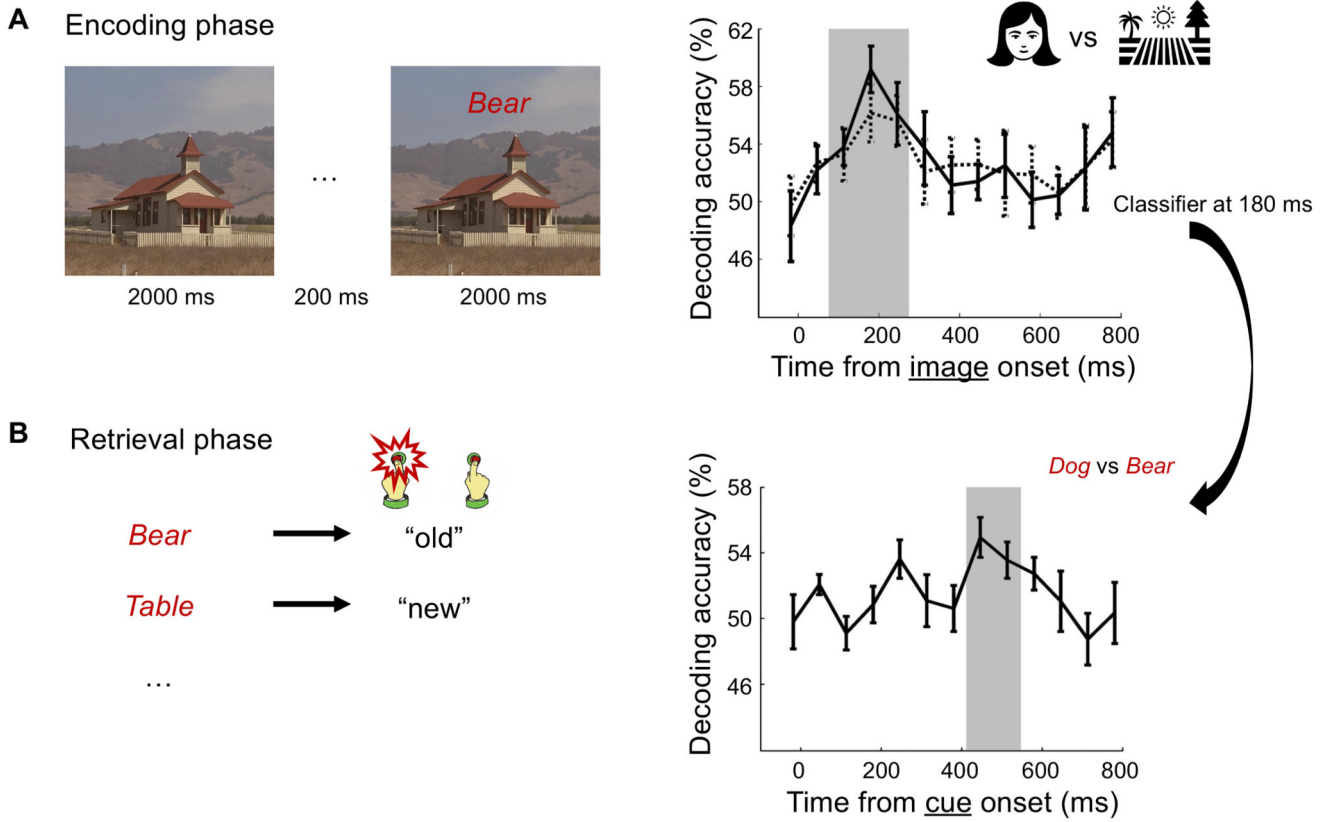 A
Encoding phase
Bear
…
2000 ms
200 ms
2000 ms
vs
62
58
54
50
46
Decoding accuracy (%)
0 200 400 600 800
Time from image onset (ms)
Classifier at 180 ms
B
Retrieval phase
Bear
“old”
Table
“new”
…
Dog vs Bear
58
54
50
46
Decoding accuracy (%)
0 200 400 600 800
Time from cue onset (ms)